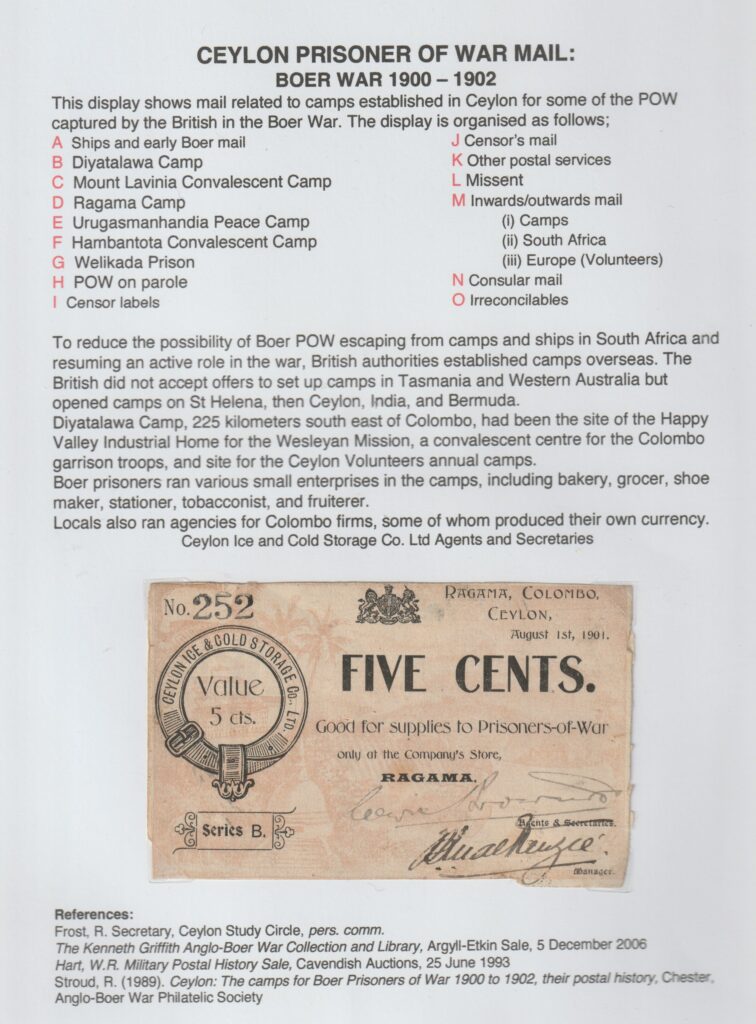 CEYLON PRISONER OF WAR MAIL:
BOER WAR 1900 – 1902
This display shows mail related to camps established in Ceylon for some of the POW
captured by the British in the Boer War. The display is organised as follows;
A Ships and early Boer mail
B Diyatalawa Camp
C Mount Lavinia Convalescent Camp
D Ragama Camp
E Urugasmanhandia Peace Camp
F Hambantota Convalescent Camp
G Welikada Prison
H POW on parole
I Censor labels
J Censor's mail
K Other postal services
L Missent
M Inwards/outwards mail
(i) Camps
(ii) South Africa
(iii) Europe (Volunteers)
N Consular mail
O Irreconcilables
To reduce the possibility of Boer POW escaping from camps and ships in South Africa and
resuming an active role in the war, British authorities established camps overseas. The
British did not accept offers to set up camps in Tasmania and Western Australia but
opened camps on St Helena, then Ceylon, India, and Bermuda.
Diyatalawa Camp, 225 kilometers south east of Colombo, had been the site of the Happy
Valley Industrial Home for the Wesleyan Mission, a convalescent centre for the Colombo
garrison troops, and site for the Ceylon Volunteers annual camps.
Boer prisoners ran various small enterprises in the camps, including bakery, grocer, shoe
maker, stationer, tobacconist, and fruiterer.
Locals also ran agencies for Colombo firms, some of whom produced their own currency.
Ceylon Ice and Cold Storage Co. Ltd Agents and Secretaries
No. 252
RAGAMA, COLOMBO,
CEYLON,
August 1st, 1901.
CEYLON ICE & COLD STORAGE CO., LTD.
Value
5 cts.
FIVE CENTS.
Good for supplies to Prisoners-of-War
only at the Company's Store,
RAGAMA.
Agents & Secretaries.
Series B.
Manager.
References:
Frost, R. Secretary, Ceylon Study Circle, pers. comm.
The Kenneth Griffith Anglo-Boer War Collection and Library, Argyll-Etkin Sale, 5 December 2006
Hart, W.R. Military Postal History Sale, Cavendish Auctions, 25 June 1993
Stroud, R. (1989). Ceylon: The camps for Boer Prisoners of War 1900 to 1902, their postal history, Chester,
Anglo-Boer War Philatelic Society